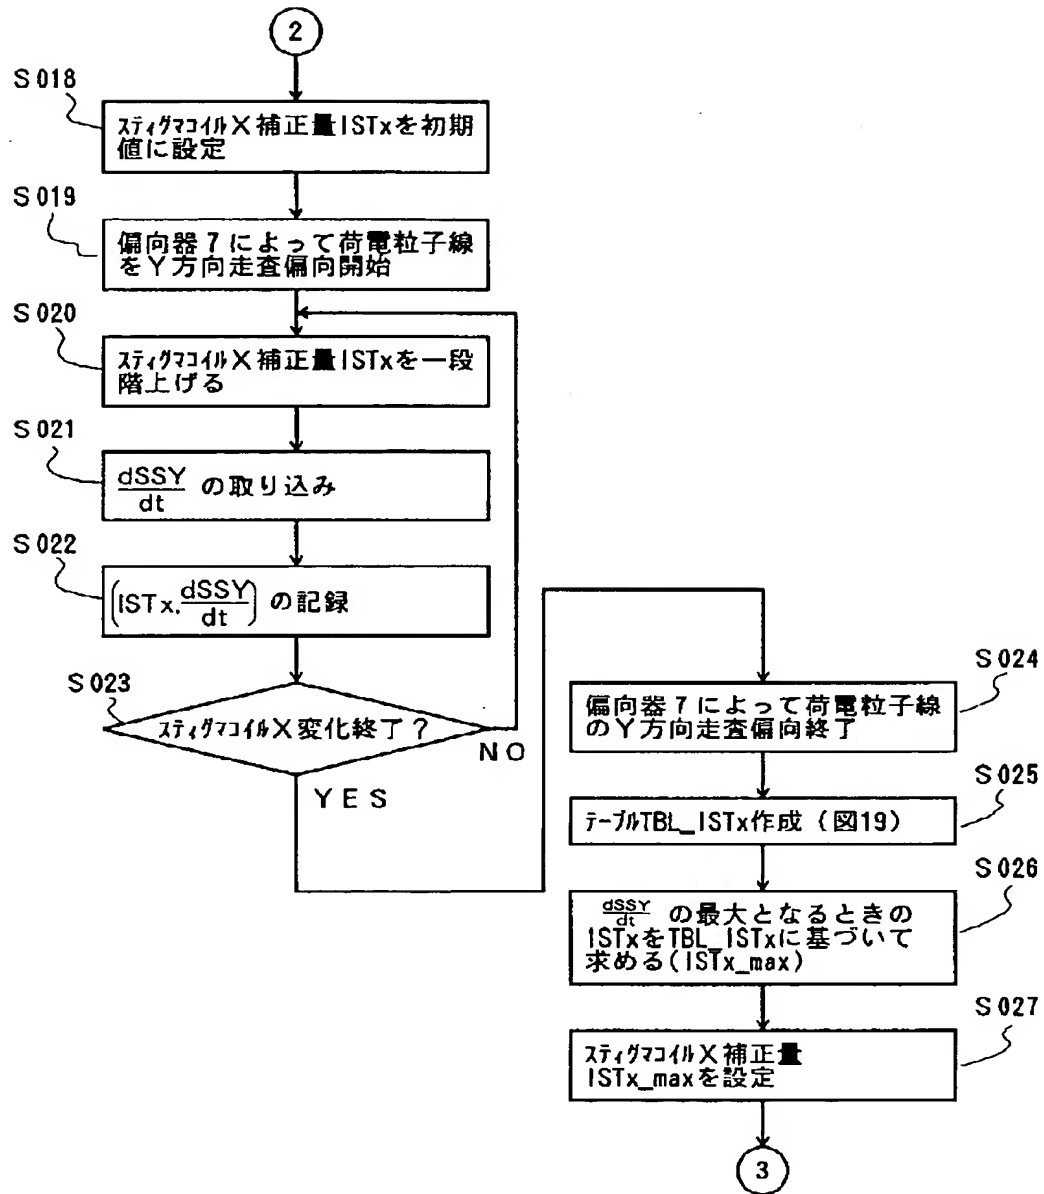 2
S018
スティグマコイルX補正量ISTxを初期
値に設定
S019
偏向器7によって荷電粒子線
をY方向走査偏向開始
S020
スティグマコイルX補正量ISTxを一段
階上げる
S021
dSSY/dt の取り込み
S022
(ISTx, dSSY/dt) の記録
S023
スティグマコイルX変化終了?
NO
YES
S024
偏向器7によって荷電粒子線
のY方向走査偏向終了
S025
テーブルTBL_ISTx作成(図19)
S026
dSSY/dt の最大となるときの
ISTxをTBL_ISTxに基づいて
求める(ISTx_max)
S027
スティグマコイルX補正量
ISTx_maxを設定
3